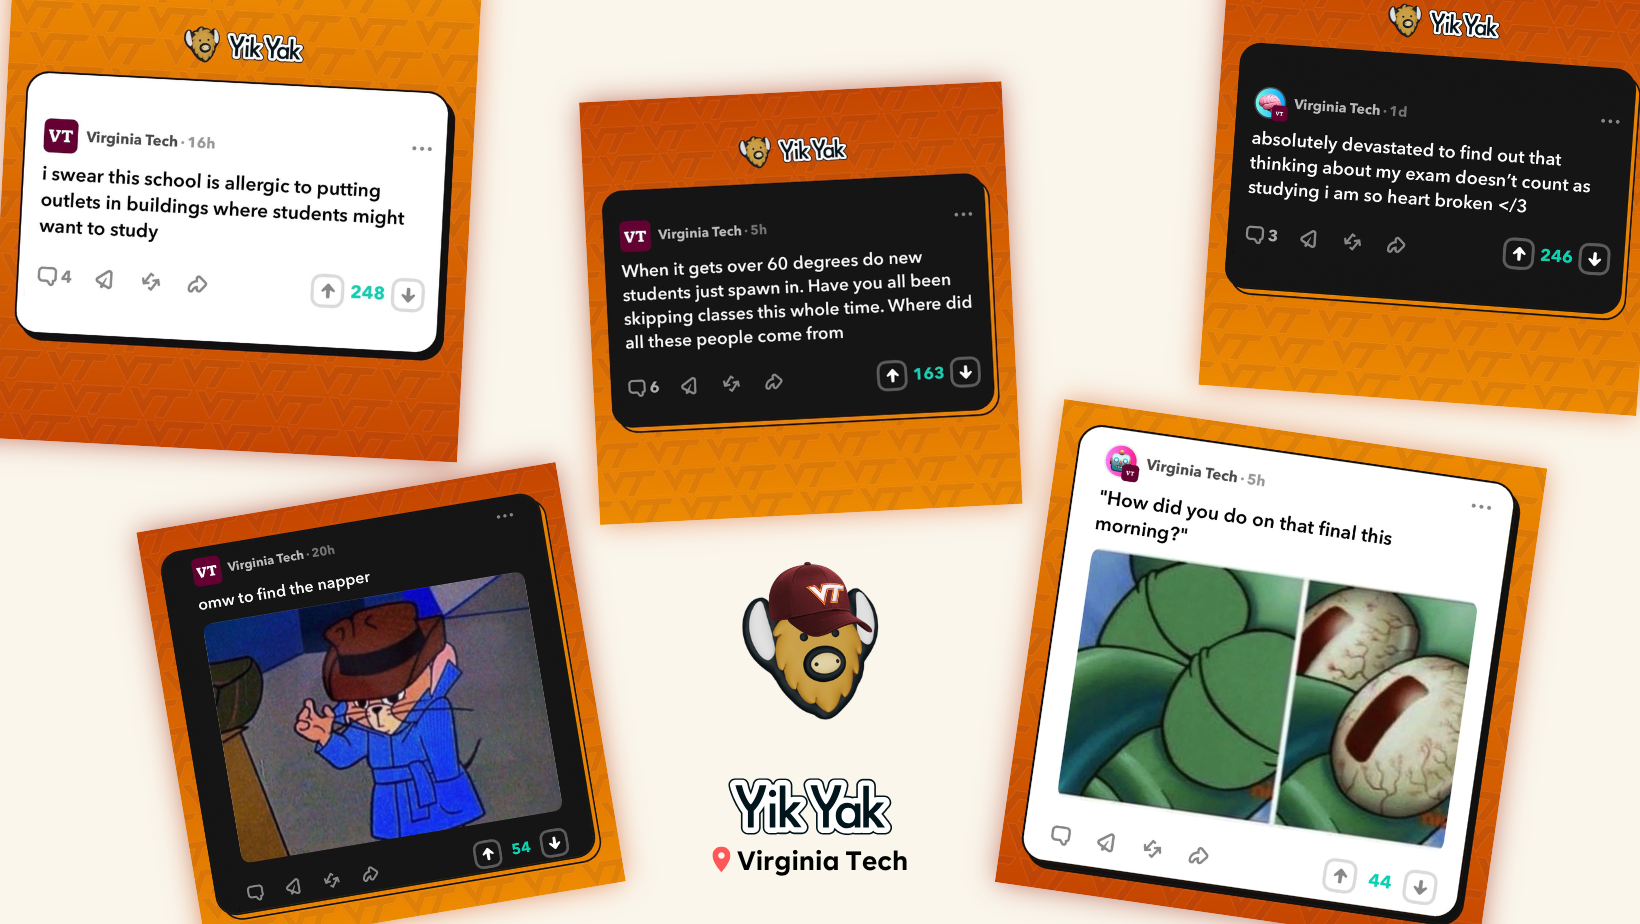 Yik Yak
VT
Virginia Tech · 16h
i swear this school is allergic to putting
outlets in buildings where students might
want to study
4
248
Yik Yak
VT
Virginia Tech · 5h
When it gets over 60 degrees do new
students just spawn in. Have you all been
skipping classes this whole time. Where did
all these people come from
6
163
Yik Yak
VT
Virginia Tech · 1d
absolutely devastated to find out that
thinking about my exam doesn't count as
studying i am so heart broken </3
3
246
VT
Virginia Tech · 20h
omw to find the napper
54
VT
Yik Yak
Virginia Tech
VT
Virginia Tech · 5h
"How did you do on that final this
morning?"
44